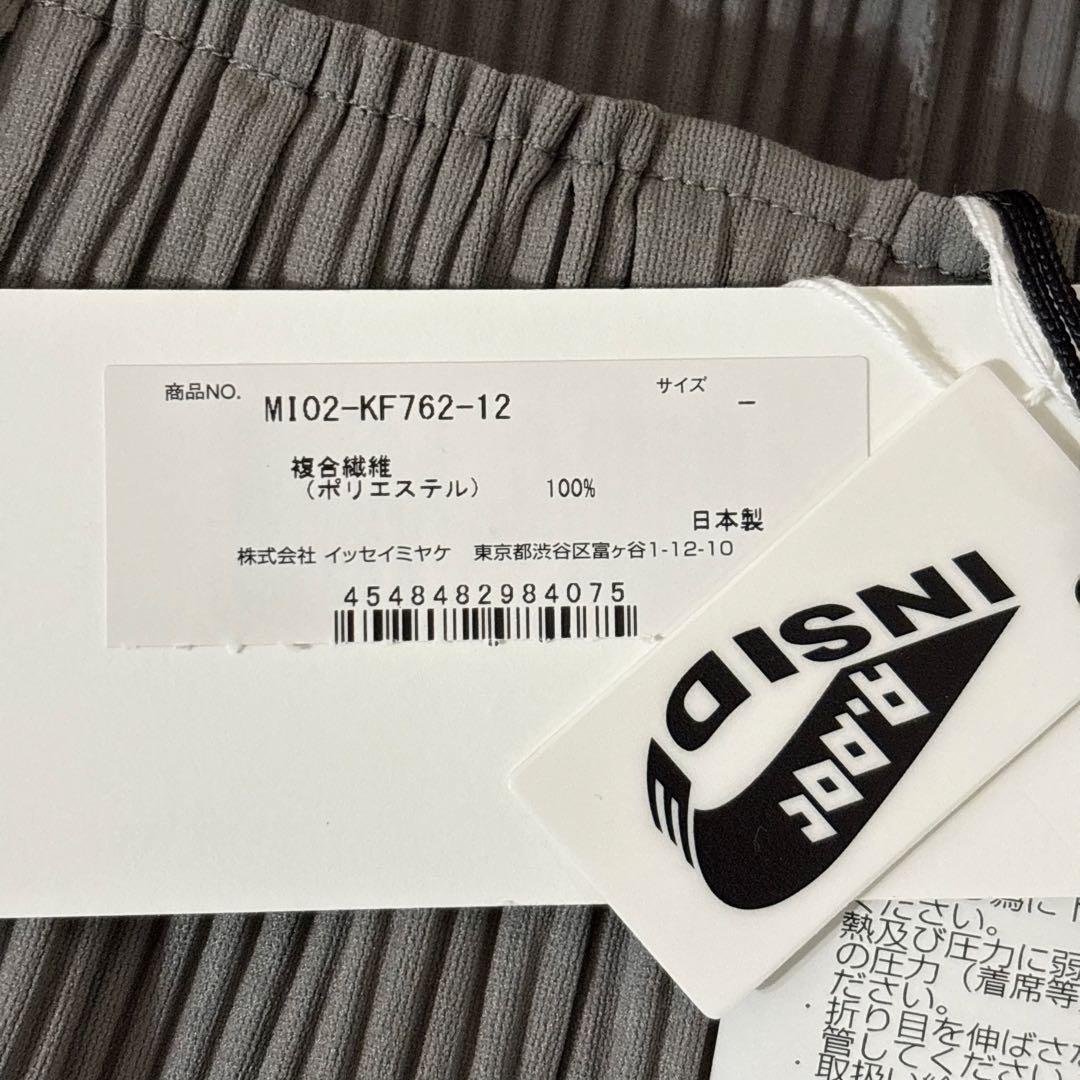 商品NO. MI02-KF762-12 サイズ -
複合繊維
(ポリエステル) 100%
日本製
株式会社 イッセイミヤケ 東京都渋谷区富ヶ谷1-12-10
4548482984075
INSIDE
ください。
熱及び圧力に弱
の圧力(着席等
ださい。
・折り目を伸ばさ
管してください
・取扱い